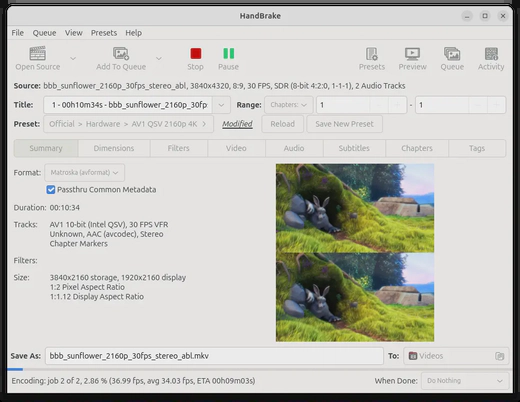 HandBrake
File Queue View Presets Help
Open Source Add To Queue Stop Pause Presets Preview Queue Activity
Source: bbb_sunflower_2160p_30fps_stereo_abl, 3840x4320, 8:9, 30 FPS, SDR (8-bit 4:2:0, 1-1-1), 2 Audio Tracks
Title: 1 - 00h10m34s - bbb_sunflower_2160p_30fp Range: Chapters: 1 - 1
Preset: Official > Hardware > AV1 QSV 2160p 4K > Modified Reload Save New Preset
Summary Dimensions Filters Video Audio Subtitles Chapters Tags
Format: Matroska (avformat)
Passthru Common Metadata
Duration: 00:10:34
Tracks: AV1 10-bit (Intel QSV), 30 FPS VFR
Unknown, AAC (avcodec), Stereo
Chapter Markers
Filters:
Size: 3840x2160 storage, 1920x2160 display
1:2 Pixel Aspect Ratio
1:1.12 Display Aspect Ratio
Save As: bbb_sunflower_2160p_30fps_stereo_abl.mkv To: Videos
Encoding: job 2 of 2, 2.86 % (36.99 fps, avg 34.03 fps, ETA 00h09m03s) When Done: Do Nothing